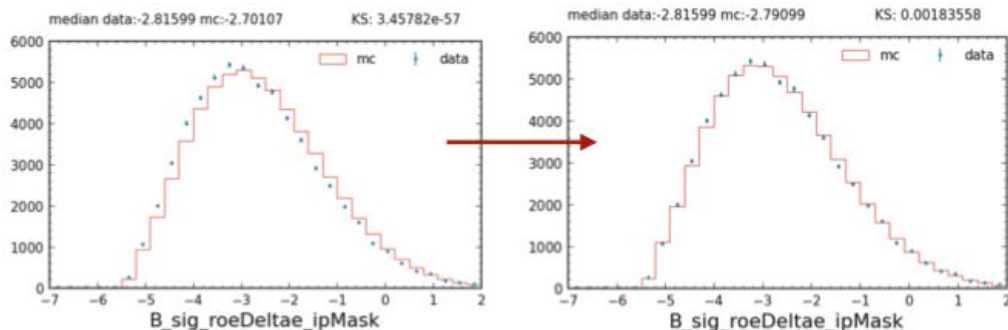 median data:-2.81599 mc:-2.70107 KS: 3.45782e-57
6000
5000
4000
3000
2000
1000
0
mc data
−7 −6 −5 −4 −3 −2 −1 0 1 2
B_sig_roeDeltae_ipMask
median data:-2.81599 mc:-2.79099 KS: 0.00183558
6000
5000
4000
3000
2000
1000
0
mc data
−7 −6 −5 −4 −3 −2 −1 0 1 2
B_sig_roeDeltae_ipMask